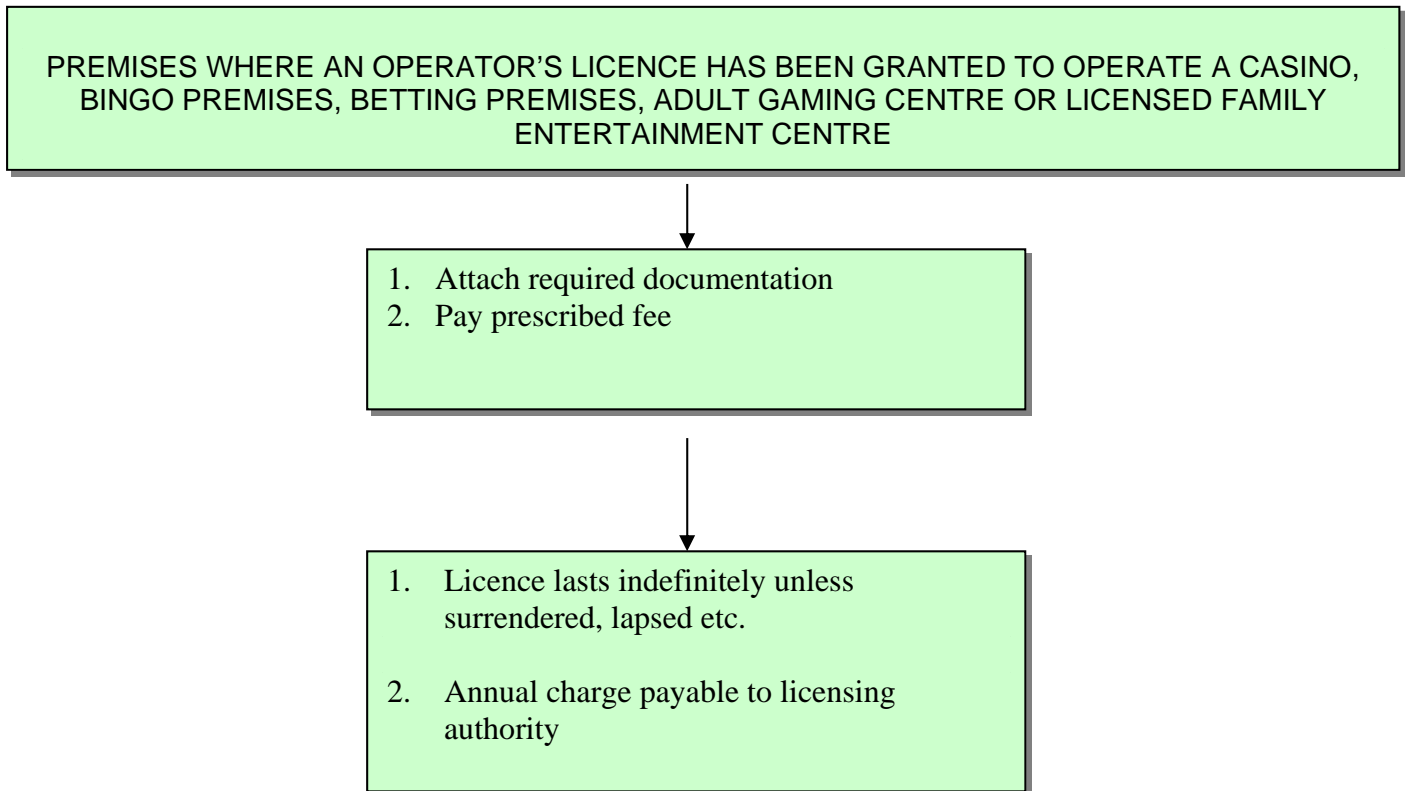 PREMISES WHERE AN OPERATOR’S LICENCE HAS BEEN GRANTED TO OPERATE A CASINO,
BINGO PREMISES, BETTING PREMISES, ADULT GAMING CENTRE OR LICENSED FAMILY
ENTERTAINMENT CENTRE
1. Attach required documentation
2. Pay prescribed fee
1. Licence lasts indefinitely unless
surrendered, lapsed etc.
2. Annual charge payable to licensing
authority